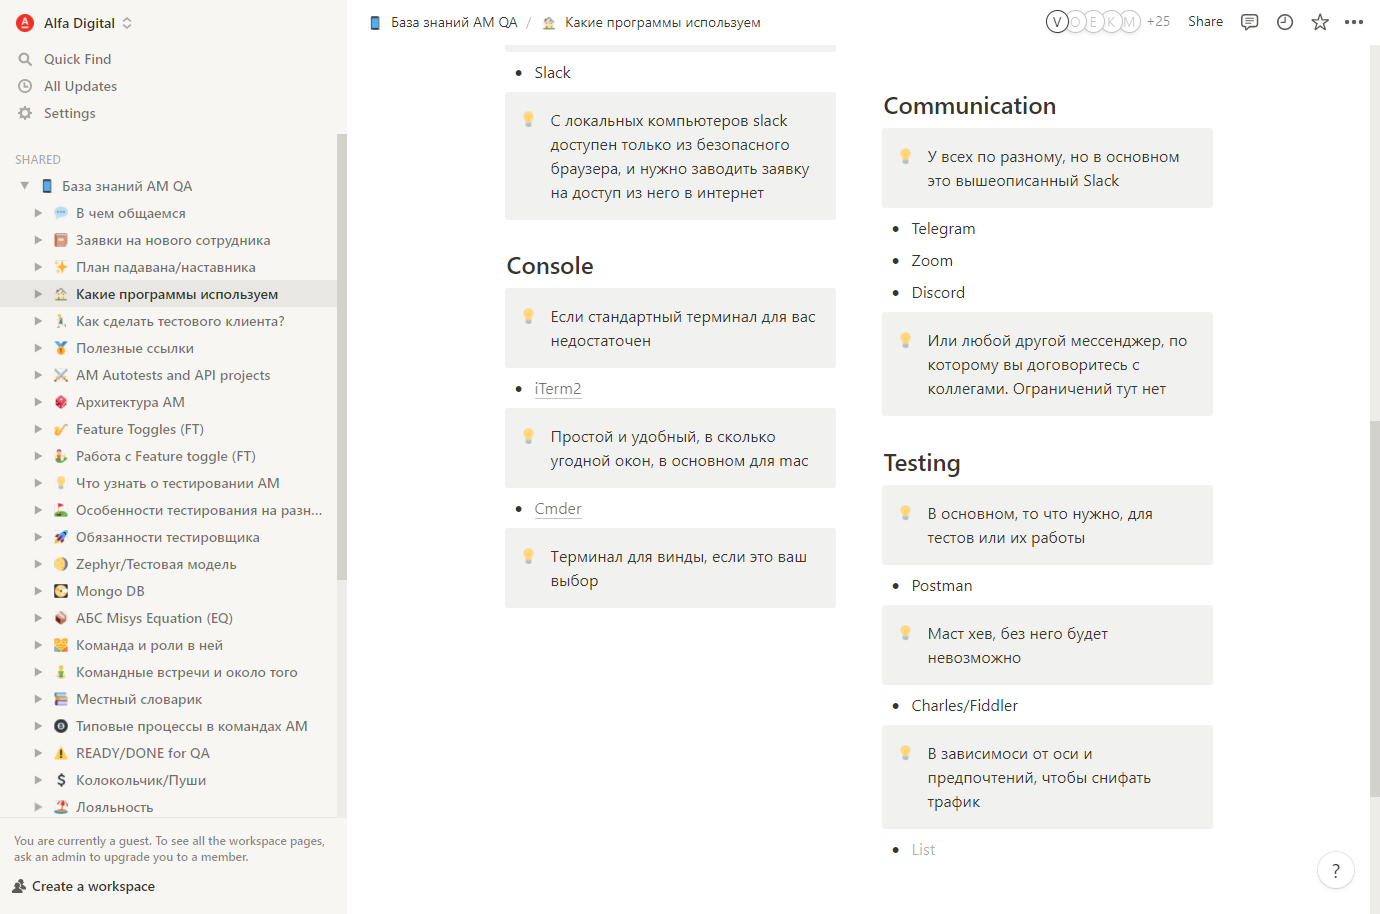 Alfa Digital
Quick Find
All Updates
Settings
SHARED
База знаний AM QA
В чем общаемся
Заявки на нового сотрудника
План падавана/наставника
Какие программы используем
Как сделать тестового клиента?
Полезные ссылки
AM Autotests and API projects
Архитектура АМ
Feature Toggles (FT)
Работа с Feature toggle (FT)
Что узнать о тестировании АМ
Особенности тестирования на разн...
Обязанности тестировщика
Zephyr/Тестовая модель
Mongo DB
АБС Misys Equation (EQ)
Команда и роли в ней
Командные встречи и около того
Местный словарик
Типовые процессы в командах АМ
READY/DONE for QA
Колокольчик/Пуши
Лояльность
You are currently a guest. To see all the workspace pages,
ask an admin to upgrade you to a member.
Create a workspace
База знаний AM QA / Какие программы используем
V O E K M +25 Share
• Slack
С локальных компьютеров slack
доступен только из безопасного
браузера, и нужно заводить заявку
на доступ из него в интернет
Console
Если стандартный терминал для вас
недостаточен
• iTerm2
Простой и удобный, в сколько
угодной окон, в основном для mac
• Cmder
Терминал для винды, если это ваш
выбор
Communication
У всех по разному, но в основном
это вышеописанный Slack
• Telegram
• Zoom
• Discord
Или любой другой мессенджер, по
которому вы договоритесь с
коллегами. Ограничений тут нет
Testing
В основном, то что нужно, для
тестов или их работы
• Postman
Маст хев, без него будет
невозможно
• Charles/Fiddler
В зависимоси от оси и
предпочтений, чтобы снифать
трафик
• List
?